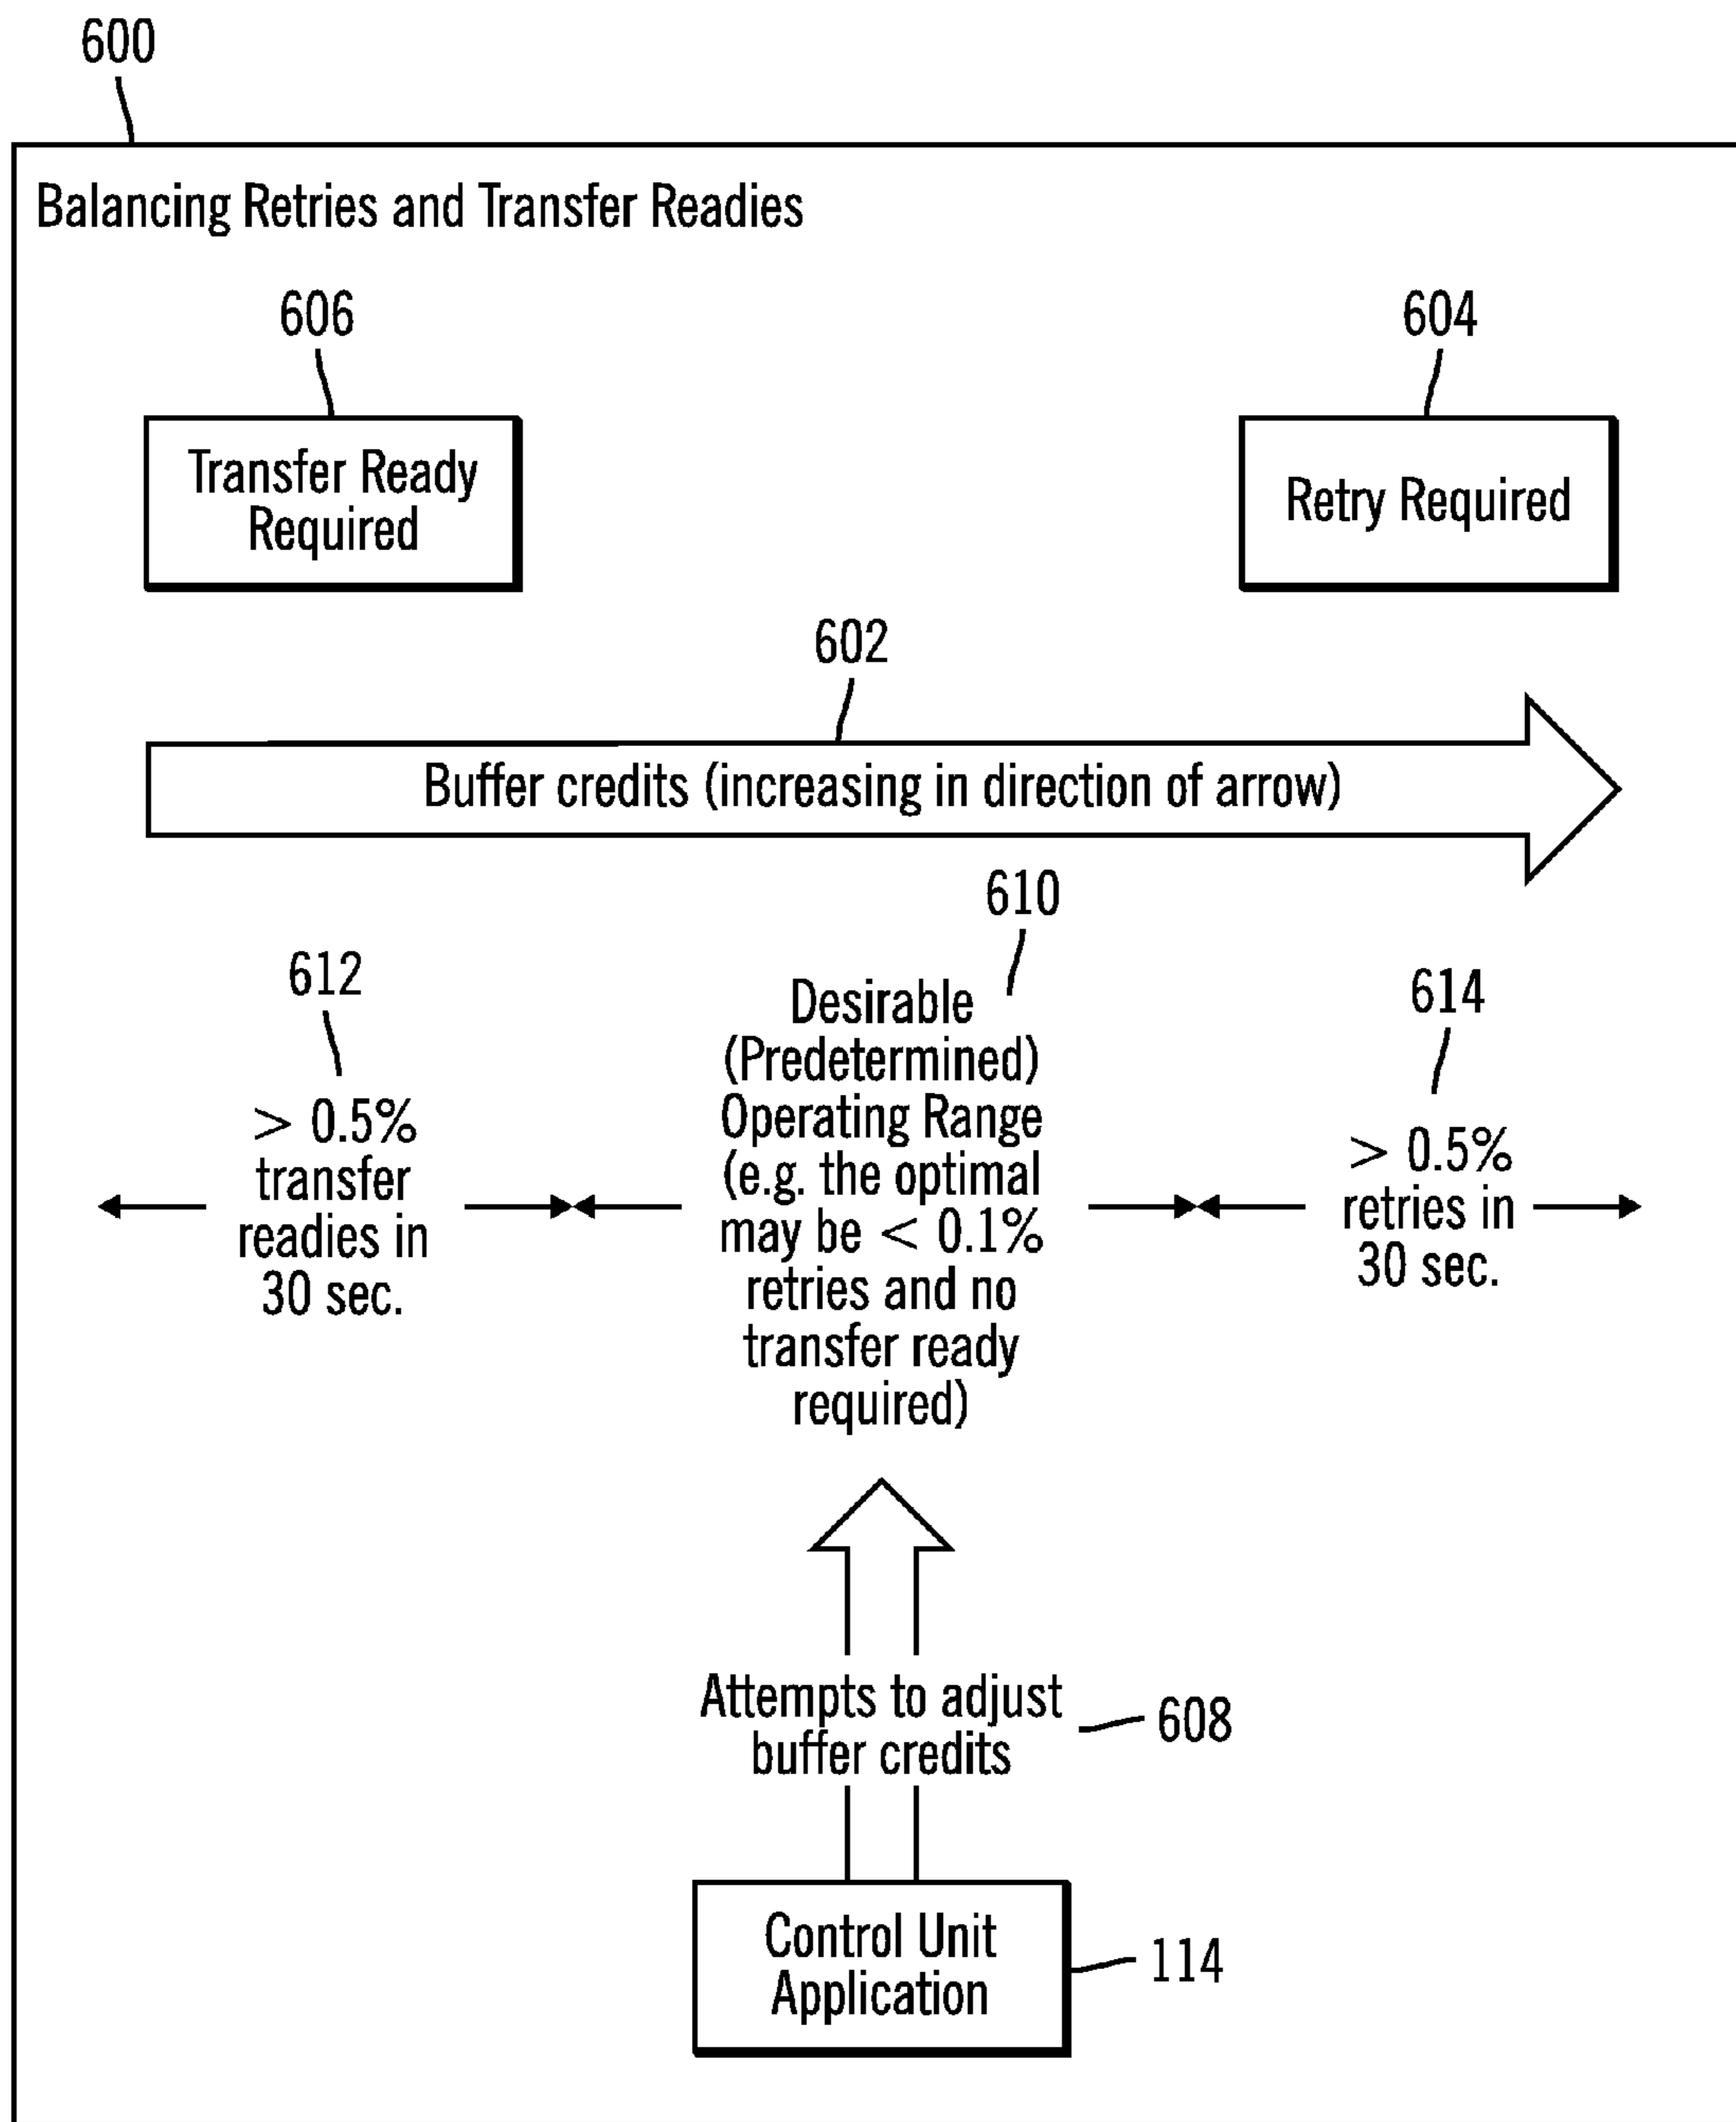 600
Balancing Retries and Transfer Readies
606
604
Transfer Ready
Required
Retry Required
602
Buffer credits (increasing in direction of arrow)
610
612
614
Desirable
(Predetermined)
Operating Range
(e.g. the optimal
may be < 0.1%
retries and no
transfer ready
required)
> 0.5%
transfer
readies in
30 sec.
> 0.5%
retries in
30 sec.
Attempts to adjust
buffer credits
608
Control Unit
Application
114